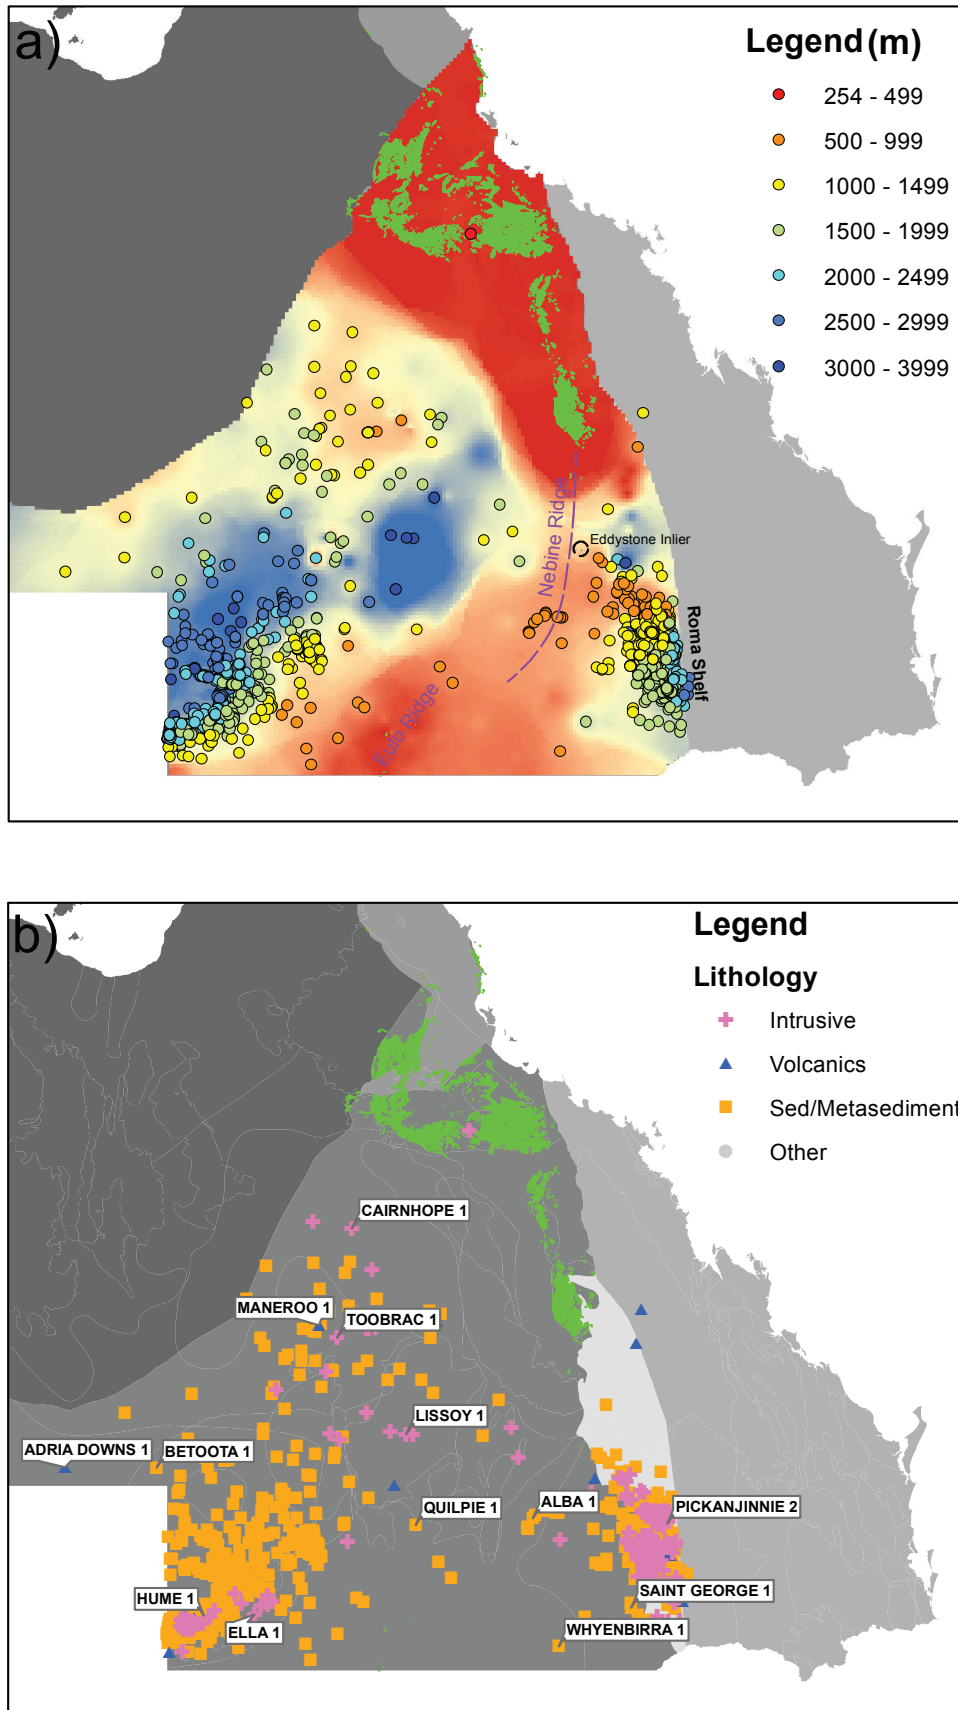 a)
Legend (m)
254 - 499
500 - 999
1000 - 1499
1500 - 1999
2000 - 2499
2500 - 2999
3000 - 3999
Nebine Ridge
Eddystone Inlier
Roma Shelf
Eulo Ridge
b)
Legend
Lithology
Intrusive
Volcanics
Sed/Metasediment
Other
CAIRNHOPE 1
MANEROO 1
TOOBRAC 1
LISSOY 1
ADRIA DOWNS 1
BETOOTA 1
QUILPIE 1
ALBA 1
PICKANJINNIE 2
HUME 1
ELLA 1
SAINT GEORGE 1
WHYENBIRRA 1